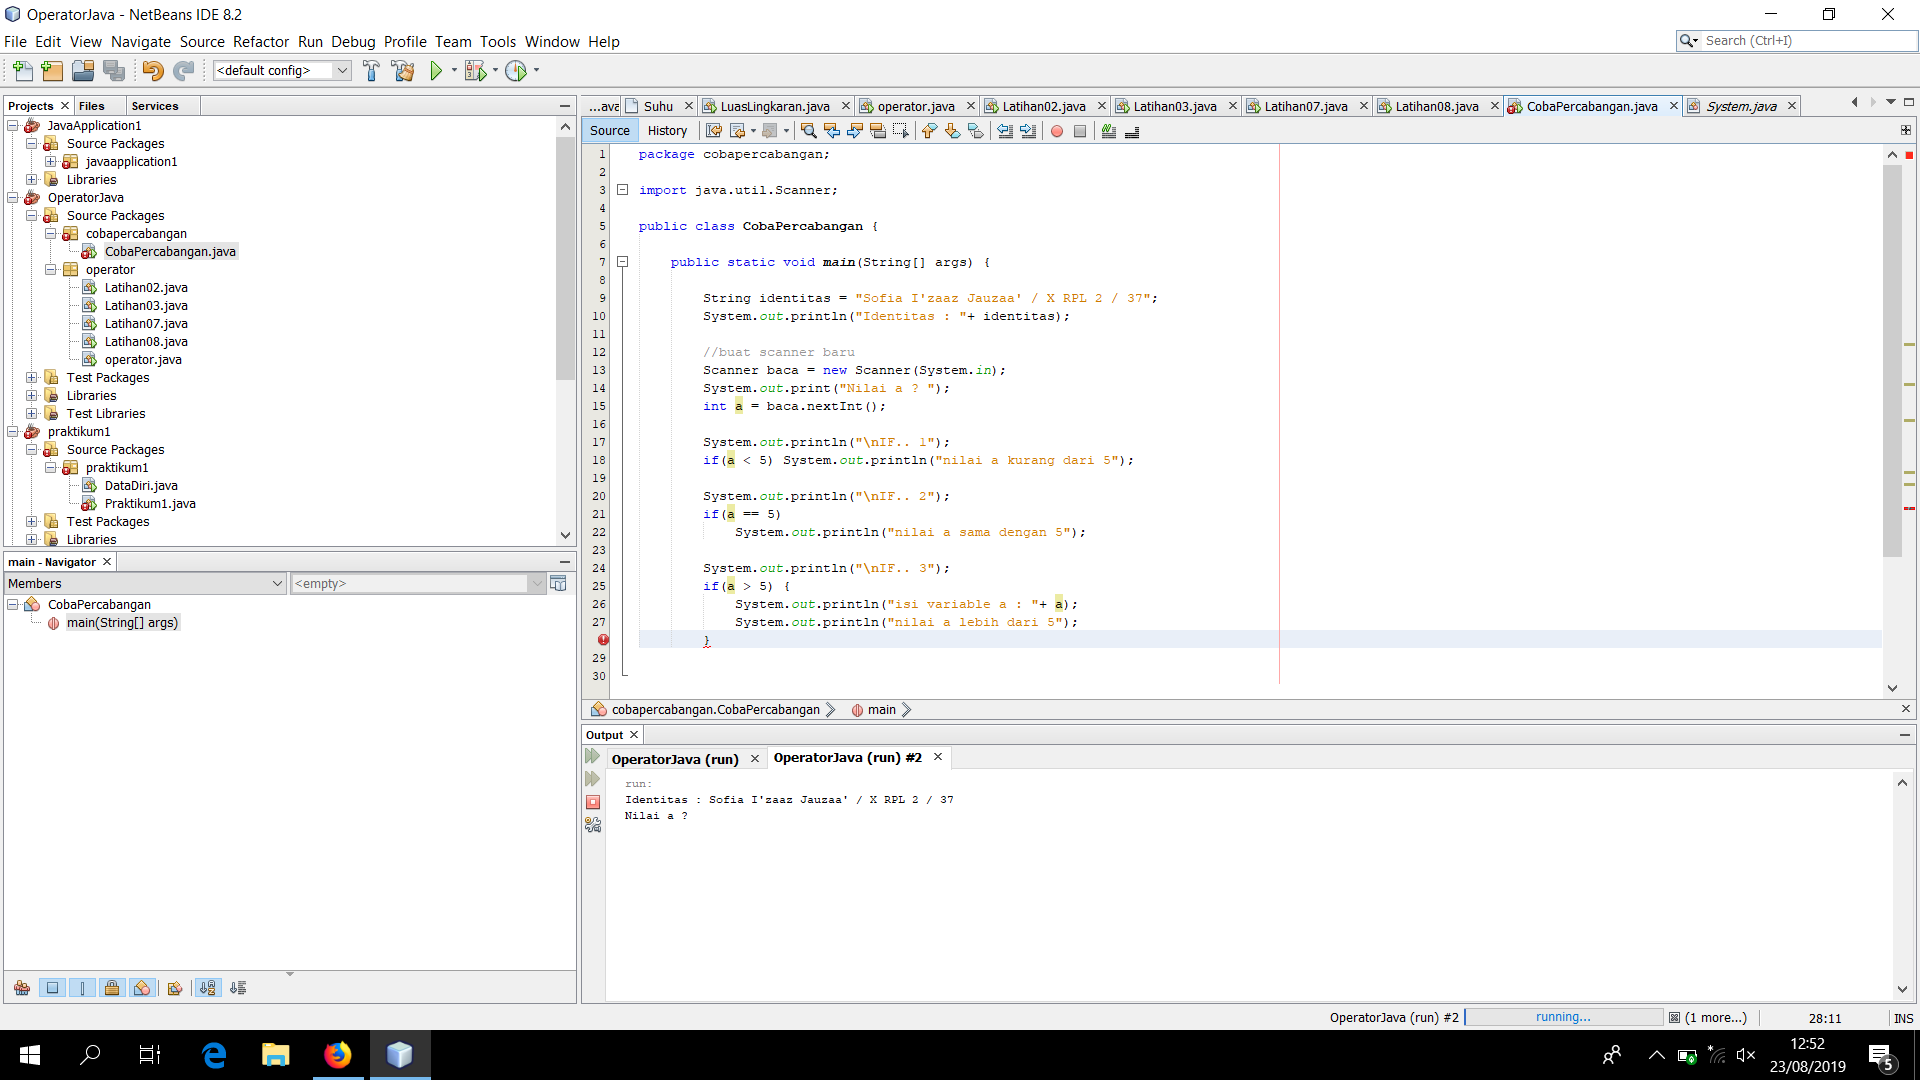 OperatorJava - NetBeans IDE 8.2
File Edit View Navigate Source Refactor Run Debug Profile Team Tools Window Help
Search (Ctrl+I)
<default config>
Projects Files Services
JavaApplication1
Source Packages
javaapplication1
Libraries
OperatorJava
Source Packages
cobapercabangan
CobaPercabangan.java
operator
Latihan02.java
Latihan03.java
Latihan07.java
Latihan08.java
operator.java
Test Packages
Libraries
Test Libraries
praktikum1
Source Packages
praktikum1
DataDiri.java
Praktikum1.java
Test Packages
Libraries
main - Navigator
Members <empty>
CobaPercabangan
main(String[] args)
...ava Suhu LuasLingkaran.java operator.java Latihan02.java Latihan03.java Latihan07.java Latihan08.java CobaPercabangan.java System.java
Source History
1 package cobapercabangan;
2
3 import java.util.Scanner;
4
5 public class CobaPercabangan {
6
7 public static void main(String[] args) {
8
9 String identitas = "Sofia I'zaaz Jauzaa' / X RPL 2 / 37";
10 System.out.println("Identitas : "+ identitas);
11
12 //buat scanner baru
13 Scanner baca = new Scanner(System.in);
14 System.out.print("Nilai a ? ");
15 int a = baca.nextInt();
16
17 System.out.println("\nIF.. 1");
18 if(a < 5) System.out.println("nilai a kurang dari 5");
19
20 System.out.println("\nIF.. 2");
21 if(a == 5)
22 System.out.println("nilai a sama dengan 5");
23
24 System.out.println("\nIF.. 3");
25 if(a > 5) {
26 System.out.println("isi variable a : "+ a);
27 System.out.println("nilai a lebih dari 5");
}
29
30
cobapercabangan.CobaPercabangan main
Output
OperatorJava (run) OperatorJava (run) #2
run:
Identitas : Sofia I'zaaz Jauzaa' / X RPL 2 / 37
Nilai a ?
OperatorJava (run) #2 running... (1 more...) 28:11 INS
12:52
23/08/2019
5